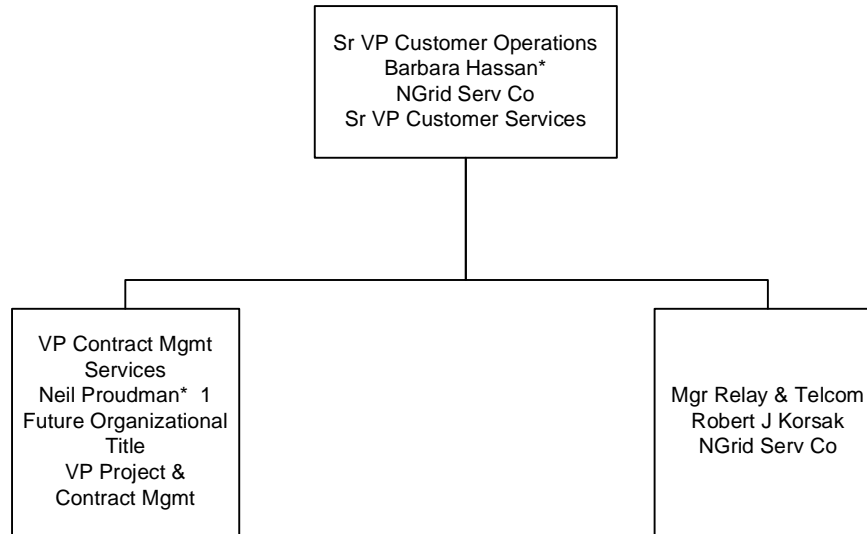 Sr VP Customer Operations
Barbara Hassan*
NGrid Serv Co
Sr VP Customer Services
VP Contract Mgmt
Services
Neil Proudman*  1
Future Organizational
Title
VP Project &
Contract Mgmt
Mgr Relay & Telcom
Robert J Korsak
NGrid Serv Co